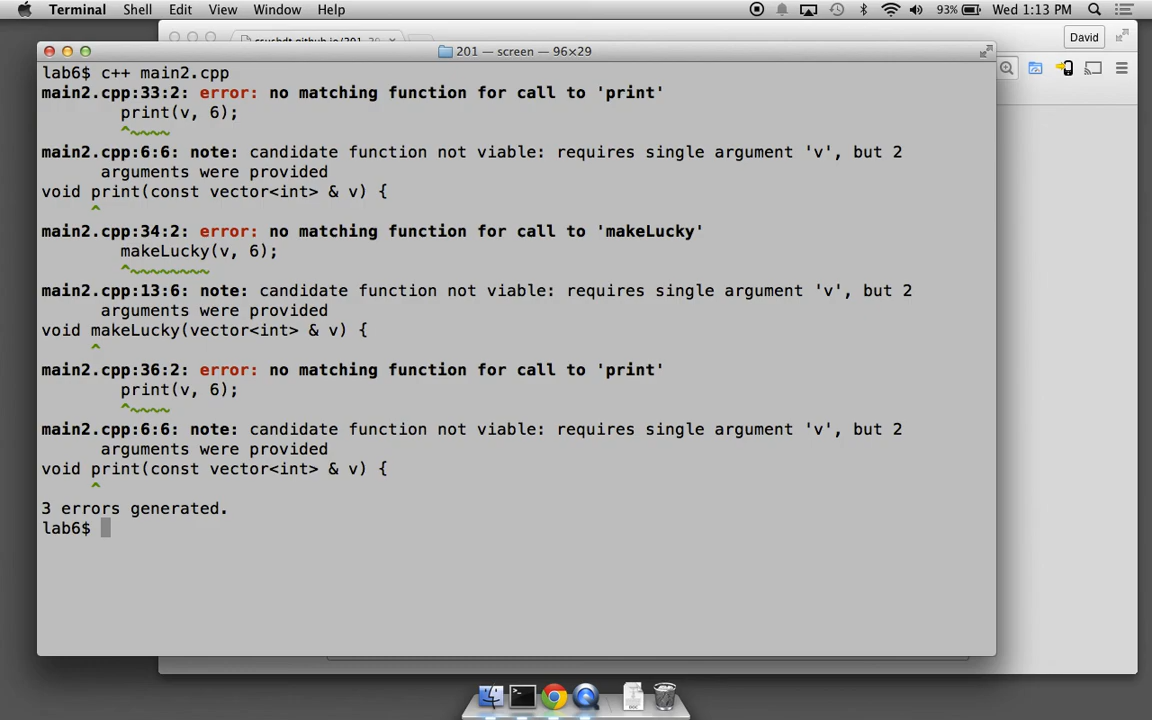 Terminal Shell Edit View Window Help 93% Wed 1:13 PM
David
201 — screen — 96×29
lab6$ c++ main2.cpp
main2.cpp:33:2: error: no matching function for call to 'print'
print(v, 6);
^~~~~
main2.cpp:6:6: note: candidate function not viable: requires single argument 'v', but 2
arguments were provided
void print(const vector<int> & v) {
^
main2.cpp:34:2: error: no matching function for call to 'makeLucky'
makeLucky(v, 6);
^~~~~~~~~
main2.cpp:13:6: note: candidate function not viable: requires single argument 'v', but 2
arguments were provided
void makeLucky(vector<int> & v) {
^
main2.cpp:36:2: error: no matching function for call to 'print'
print(v, 6);
^~~~~
main2.cpp:6:6: note: candidate function not viable: requires single argument 'v', but 2
arguments were provided
void print(const vector<int> & v) {
^
3 errors generated.
lab6$